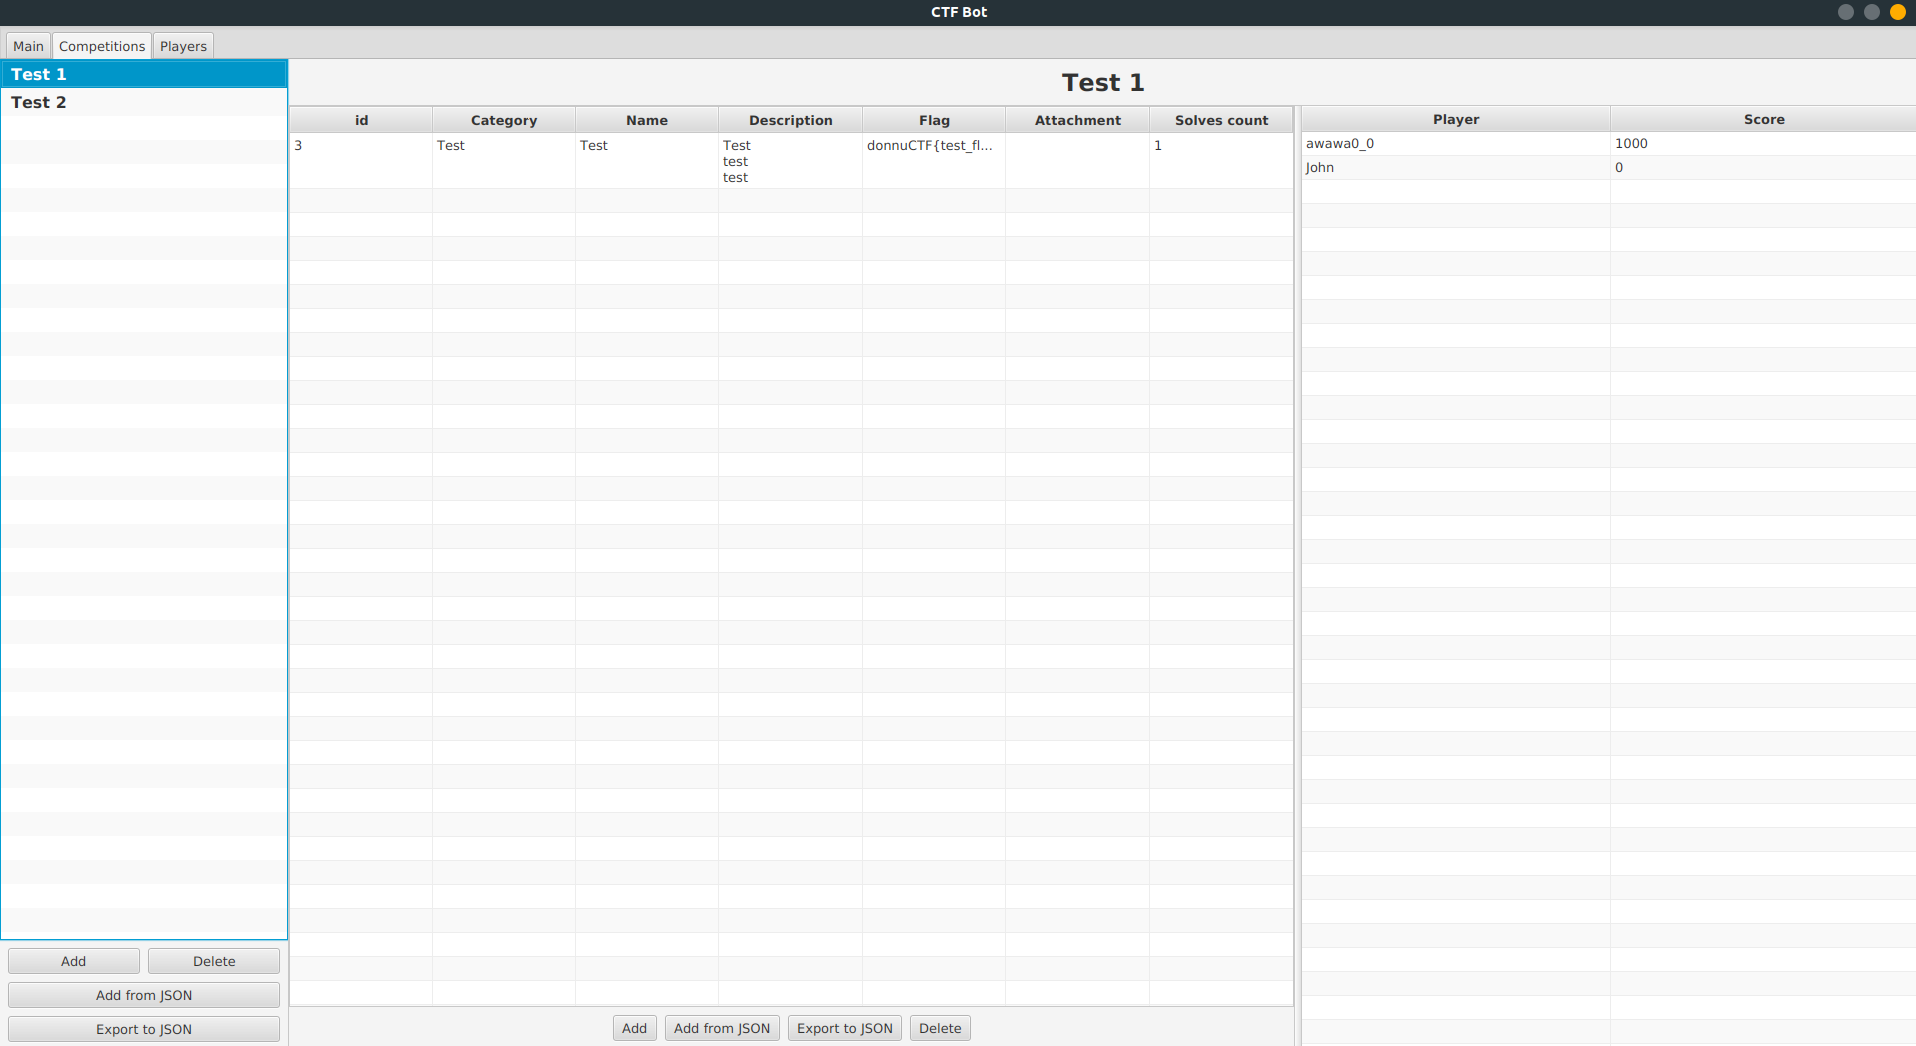 CTF Bot
Main Competitions Players
Test 1
Test 2
Test 1
id Category Name Description Flag Attachment Solves count
3 Test Test Test donnuCTF{test_fl... 1
test
test
Player Score
awawa0_0 1000
John 0
Add Delete
Add from JSON
Export to JSON
Add Add from JSON Export to JSON Delete